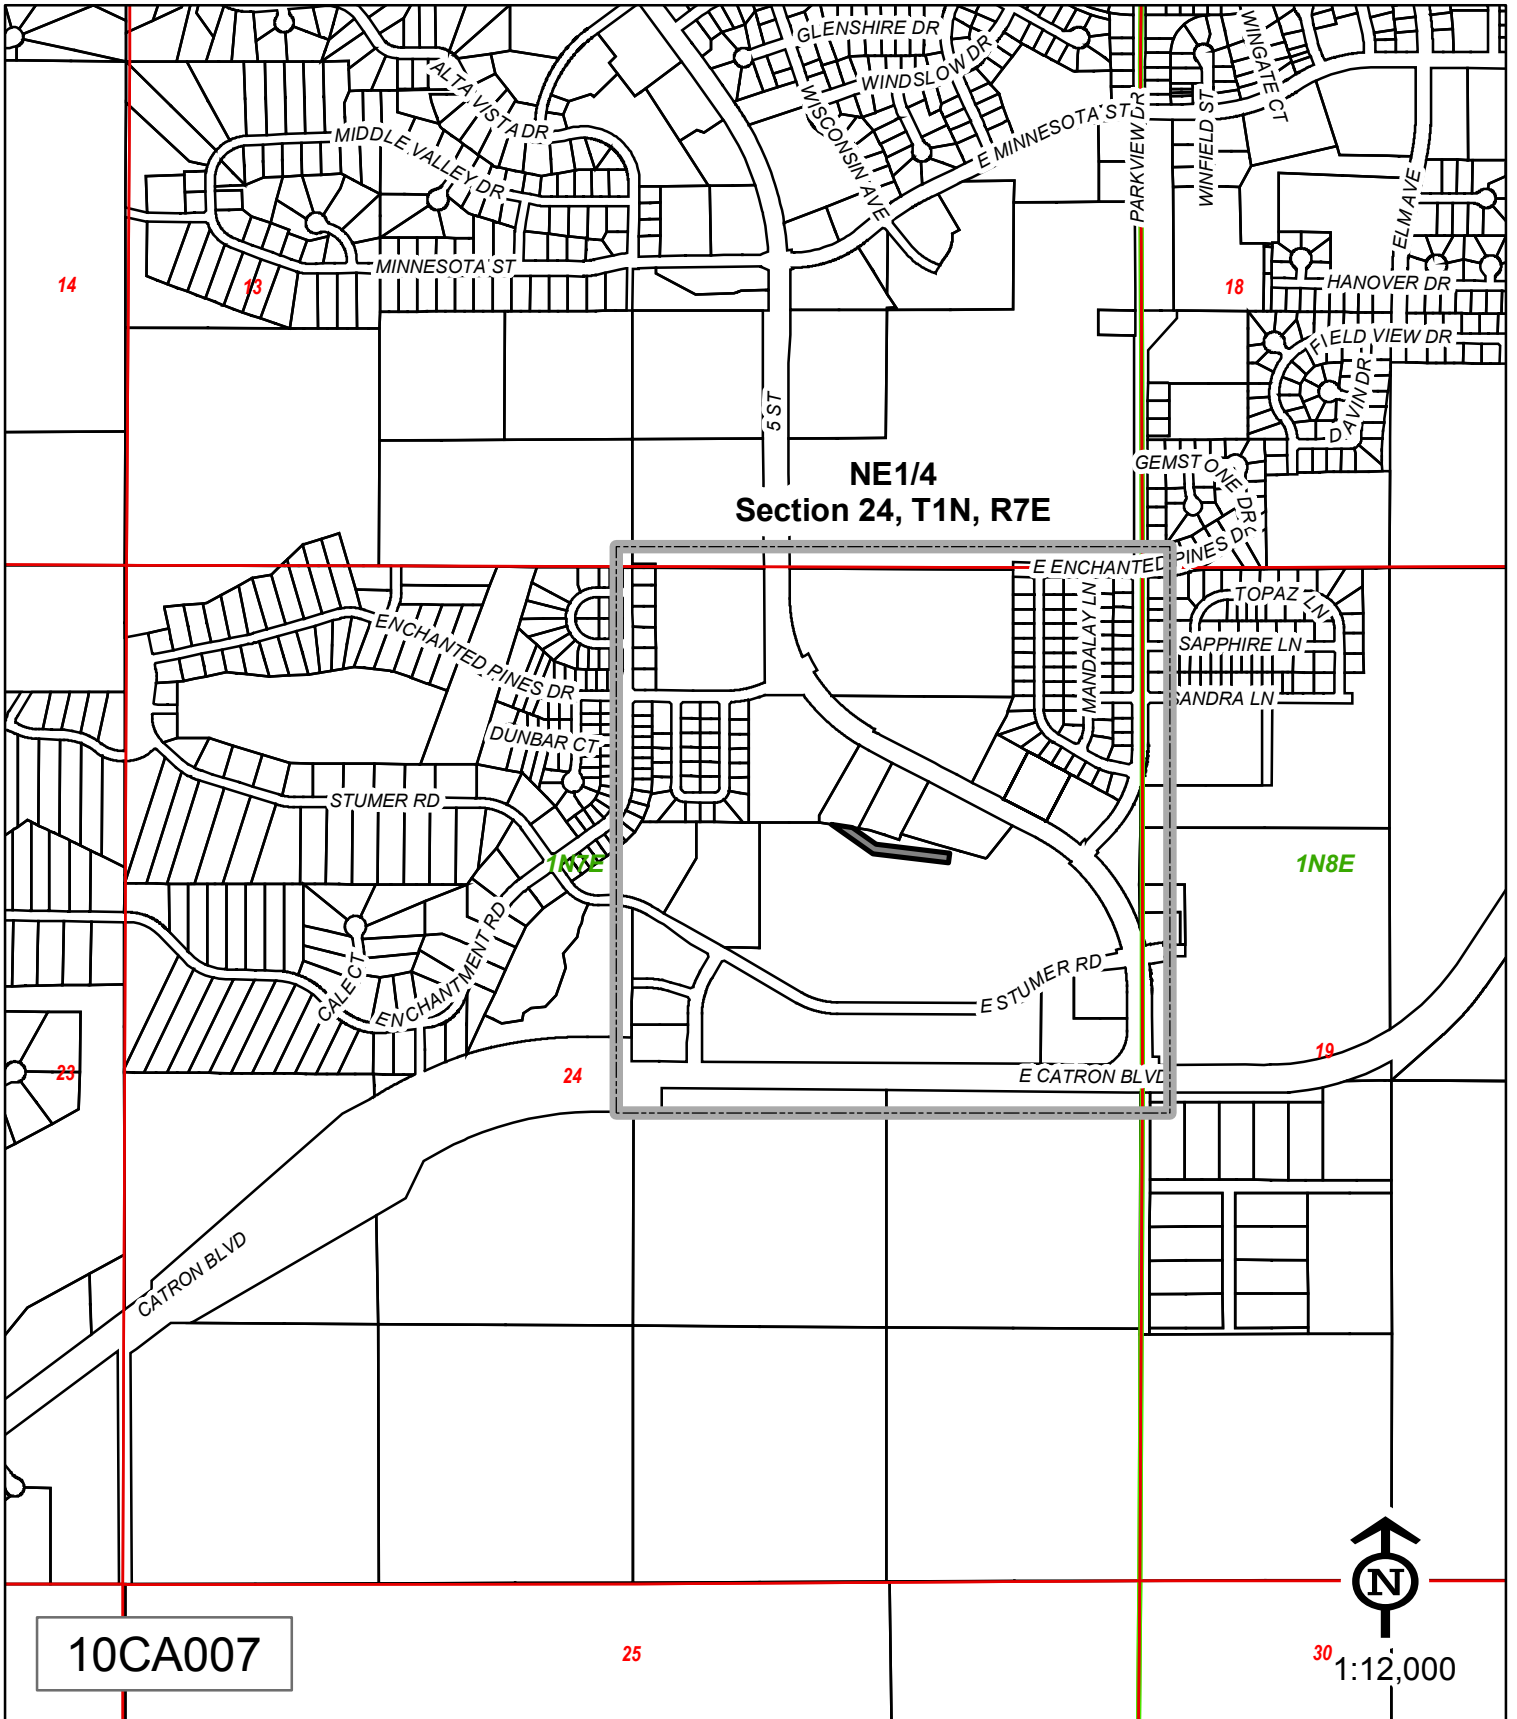 GLENSHIRE DR
WINGATE CT
WINDSLOW DR
ALTA VISTA DR
WISCONSIN AVE
E MINNESOTA ST
PARKVIEW DR
WINFIELD ST
MIDDLE VALLEY DR
ELM AVE
MINNESOTA ST
14
13
18
HANOVER DR
FIELD VIEW DR
DAVIN DR
5 ST
NE1/4
Section 24, T1N, R7E
GEMSTONE DR
E ENCHANTED PINES DR
TOPAZ LN
MANDALAY LN
ENCHANTED PINES DR
SAPPHIRE LN
SANDRA LN
DUNBAR CT
STUMER RD
1N7E
1N8E
ENCHANTMENT RD
E STUMER RD
CALE CT
EN
23
24
19
E CATRON BLVD
CATRON BLVD
N
10CA007
25
30
1:12,000